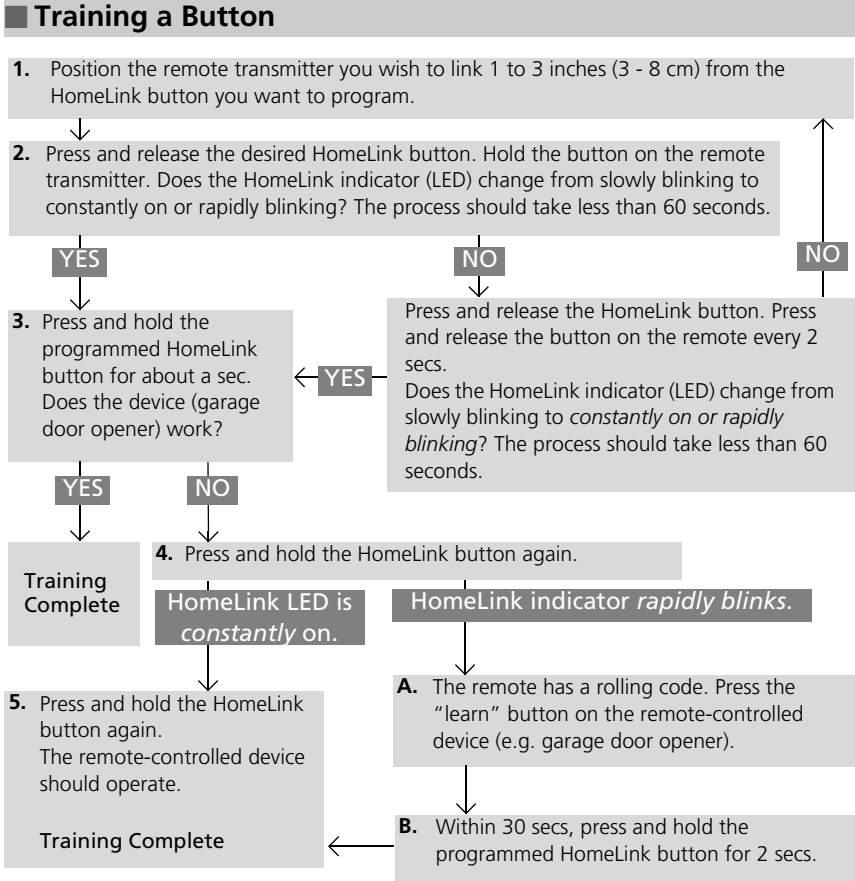 Training a Button
1. Position the remote transmitter you wish to link 1 to 3 inches (3 - 8 cm) from the
HomeLink button you want to program.
2. Press and release the desired HomeLink button. Hold the button on the remote
transmitter. Does the HomeLink indicator (LED) change from slowly blinking to
constantly on or rapidly blinking? The process should take less than 60 seconds.
YES
NO
NO
3. Press and hold the
programmed HomeLink
button for about a sec.
Does the device (garage
door opener) work?
YES
Press and release the HomeLink button. Press
and release the button on the remote every 2
secs.
Does the HomeLink indicator (LED) change from
slowly blinking to constantly on or rapidly
blinking? The process should take less than 60
seconds.
YES
NO
Training
Complete
4. Press and hold the HomeLink button again.
HomeLink LED is
constantly on.
HomeLink indicator rapidly blinks.
5. Press and hold the HomeLink
button again.
The remote-controlled device
should operate.
Training Complete
A. The remote has a rolling code. Press the
“learn” button on the remote-controlled
device (e.g. garage door opener).
B. Within 30 secs, press and hold the
programmed HomeLink button for 2 secs.